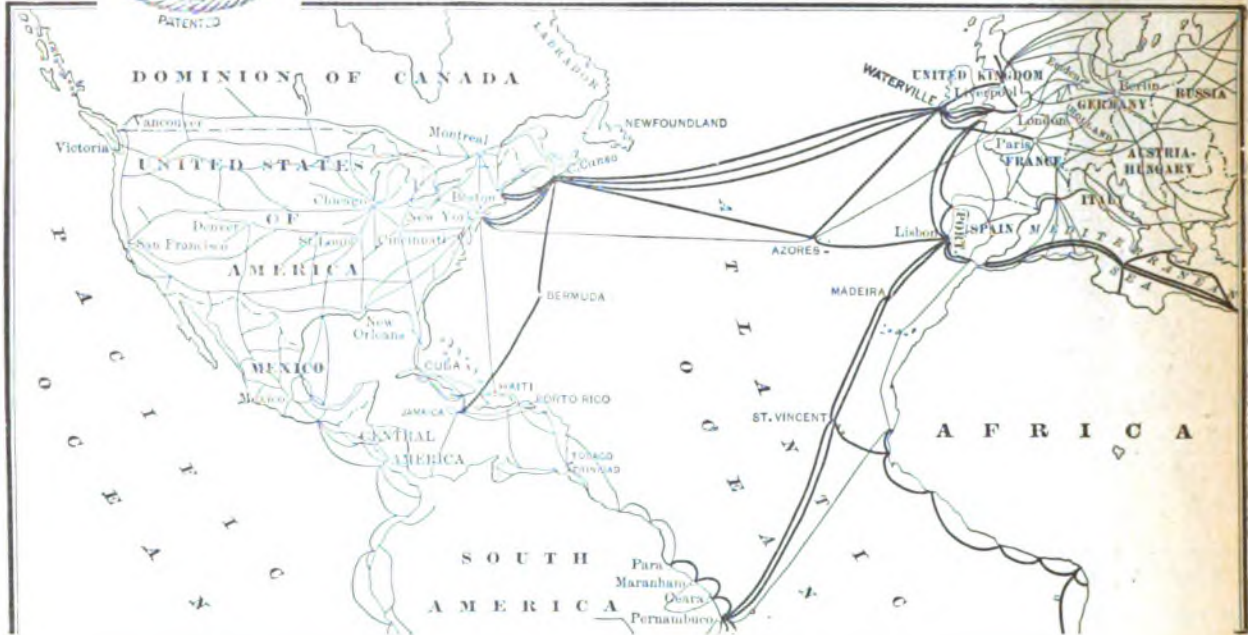 PATENTED
DOMINION OF CANADA
LABRADOR
NEWFOUNDLAND
WATERVILLE
UNITED KINGDOM
Liverpool
London
Emden
HOLLAND
Berlin
GERMANY
RUSSIA
Paris
FRANCE
AUSTRIA-
HUNGARY
ITALY
Vancouver
Victoria
Montreal
C. Canso
UNITED STATES
OF
AMERICA
Chicago
Boston
New York
Denver
St. Louis
Cincinnati
San Francisco
Lisbon
PORT.
SPAIN
MEDITERRANEAN
SEA
AZORES
MADEIRA
BERMUDA
New
Orleans
MEXICO
Mexico
CUBA
HAITI
JAMAICA
PORTO RICO
ST. VINCENT
CENTRAL
AMERICA
TOBAGO
TRINIDAD
AFRICA
PACIFIC
OCEAN
ATLANTIC
OCEAN
SOUTH
AMERICA
Para
Maranham
Ceara
Pernambuco